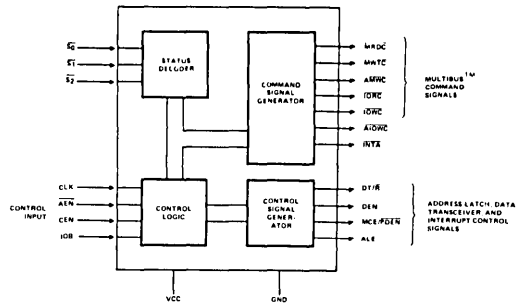 S0
S1
S2
STATUS
DECODER
COMMAND
SIGNAL
GENERATOR
MRDC
MWTC
AMWC
IORC
IOWC
AIOWC
INTA
MULTIBUS™
COMMAND
SIGNALS
CONTROL
INPUT
CLK
AEN
CEN
IOB
CONTROL
LOGIC
CONTROL
SIGNAL
GENER-
ATOR
DT/R
DEN
MCE/PDEN
ALE
ADDRESS LATCH, DATA
TRANSCEIVER, AND
INTERRUPT CONTROL
SIGNALS
VCC
GND